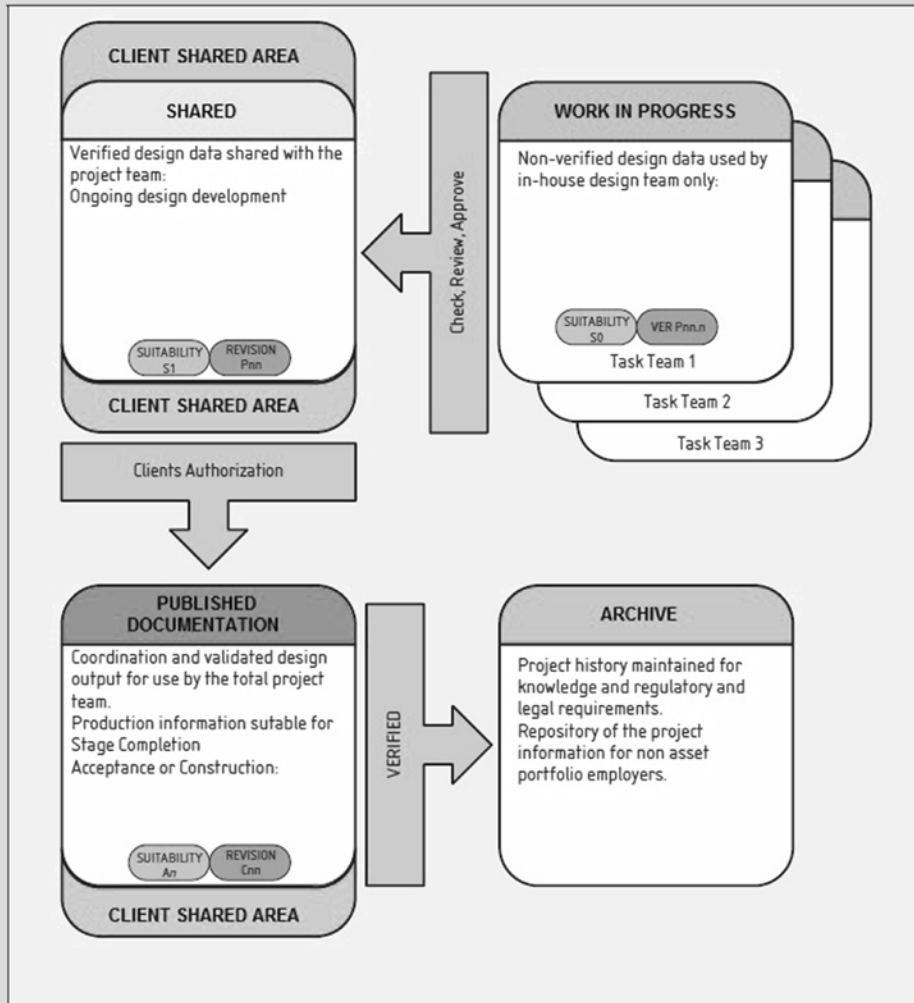 CLIENT SHARED AREA
SHARED
Verified design data shared with the
project team:
Ongoing design development
SUITABILITY
S1
REVISION
Pnn
CLIENT SHARED AREA
Check, Review, Approve
WORK IN PROGRESS
Non-verified design data used by
in-house design team only:
SUITABILITY
S0
VER Pnn.n
Task Team 1
Task Team 2
Task Team 3
Clients Authorization
PUBLISHED
DOCUMENTATION
Coordination and validated design
output for use by the total project
team.
Production information sutable for
Stage Completion
Acceptance or Construction:
SUITABILITY
An
REVISION
Cnn
CLIENT SHARED AREA
VERIFIED
ARCHIVE
Project history maintained for
knowledge and regulatory and
legal requirements.
Repository of the project
information for non asset
portfolio employers.